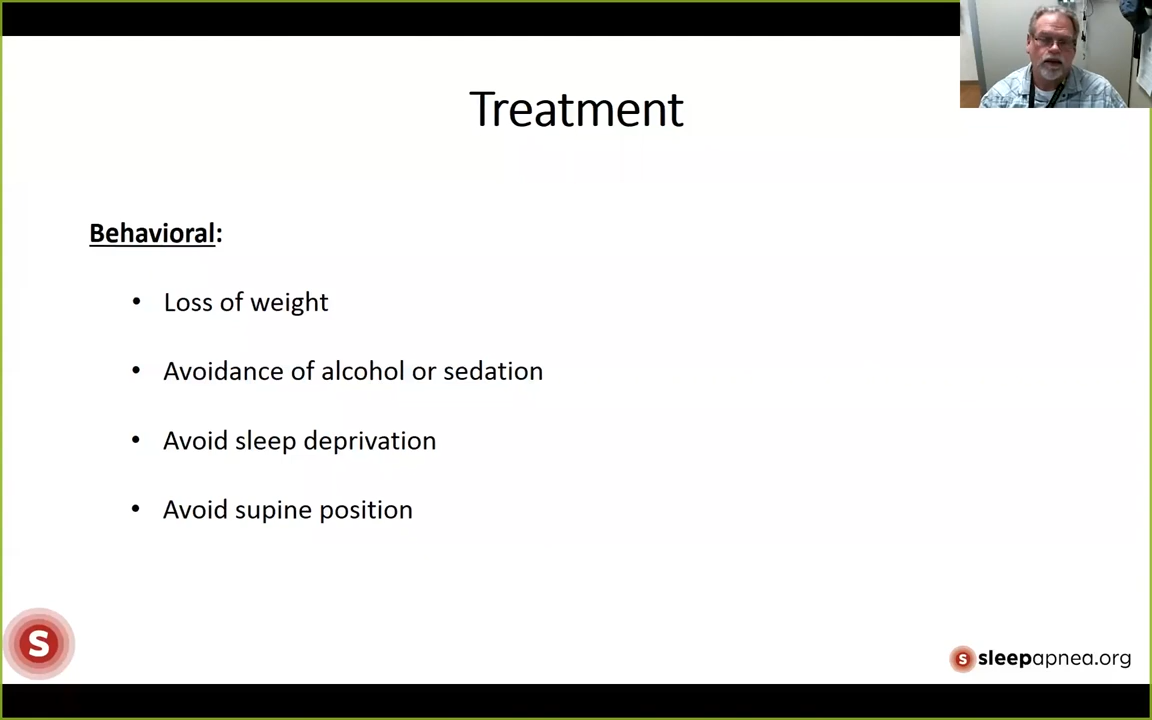 Treatment
Behavioral:
• Loss of weight
• Avoidance of alcohol or sedation
• Avoid sleep deprivation
• Avoid supine position
S
S sleepapnea.org